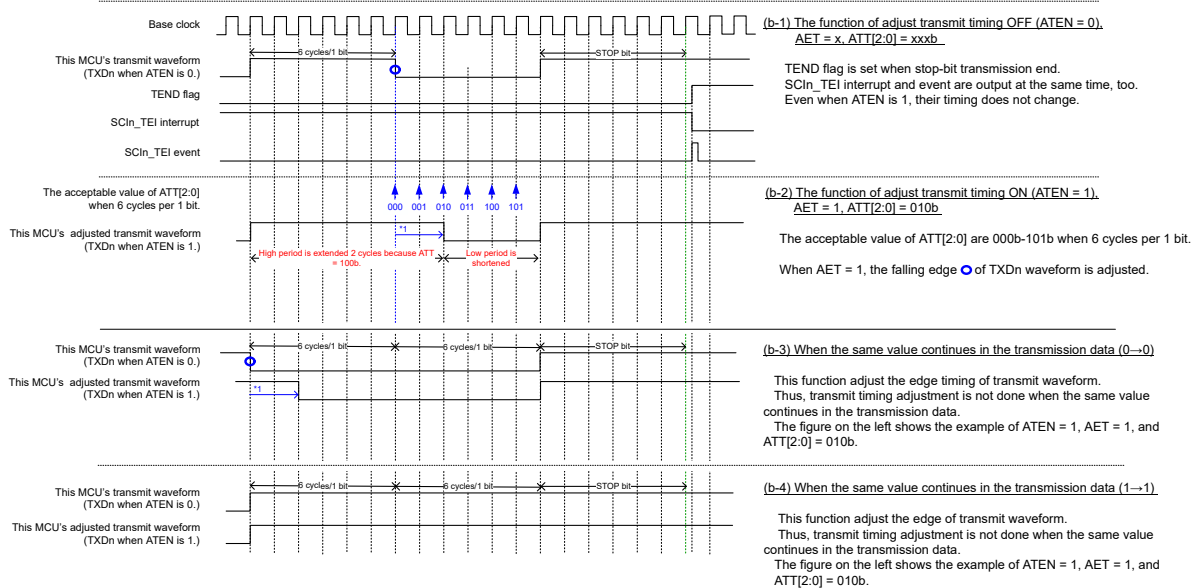 Base clock
(b-1) The function of adjust transmit timing OFF (ATEN = 0),
AET = x, ATT[2:0] = xxxb
6 cycles/1 bit
STOP bit
This MCU's transmit waveform
(TXDn when ATEN is 0.)
TEND flag is set when stop-bit transmission end.
SCIn_TEI interrupt and event are output at the same time, too.
Even when ATEN is 1, their timing does not change.
TEND flag
SCIn_TEI interrupt
SCIn_TEI event
The acceptable value of ATT[2:0]
when 6 cycles per 1 bit.
000 001 010 011 100 101
(b-2) The function of adjust transmit timing ON (ATEN = 1),
AET = 1, ATT[2:0] = 010b
This MCU's adjusted transmit waveform
(TXDn when ATEN is 1.)
*1
The acceptable value of ATT[2:0] are 000b-101b when 6 cycles per 1 bit.
High period is extended 2 cycles because ATT
= 100b.
Low period is
shortened
When AET = 1, the falling edge of TXDn waveform is adjusted.
This MCU's transmit waveform
(TXDn when ATEN is 0.)
6 cycles/1 bit
6 cycles/1 bit
STOP bit
(b-3) When the same value continues in the transmission data (0→0)
This MCU's adjusted transmit waveform
(TXDn when ATEN is 1.)
*1
This function adjust the edge timing of transmit waveform.
Thus, transmit timing adjustment is not done when the same value
continues in the transmission data.
The figure on the left shows the example of ATEN = 1, AET = 1, and
ATT[2:0] = 010b.
This MCU's transmit waveform
(TXDn when ATEN is 0.)
6 cycles/1 bit
6 cycles/1 bit
STOP bit
(b-4) When the same value continues in the transmission data (1→1)
This MCU's adjusted transmit waveform
(TXDn when ATEN is 1.)
This function adjust the edge of transmit waveform.
Thus, transmit timing adjustment is not done when the same value
continues in the transmission data.
The figure on the left shows the example of ATEN = 1, AET = 1, and
ATT[2:0] = 010b.